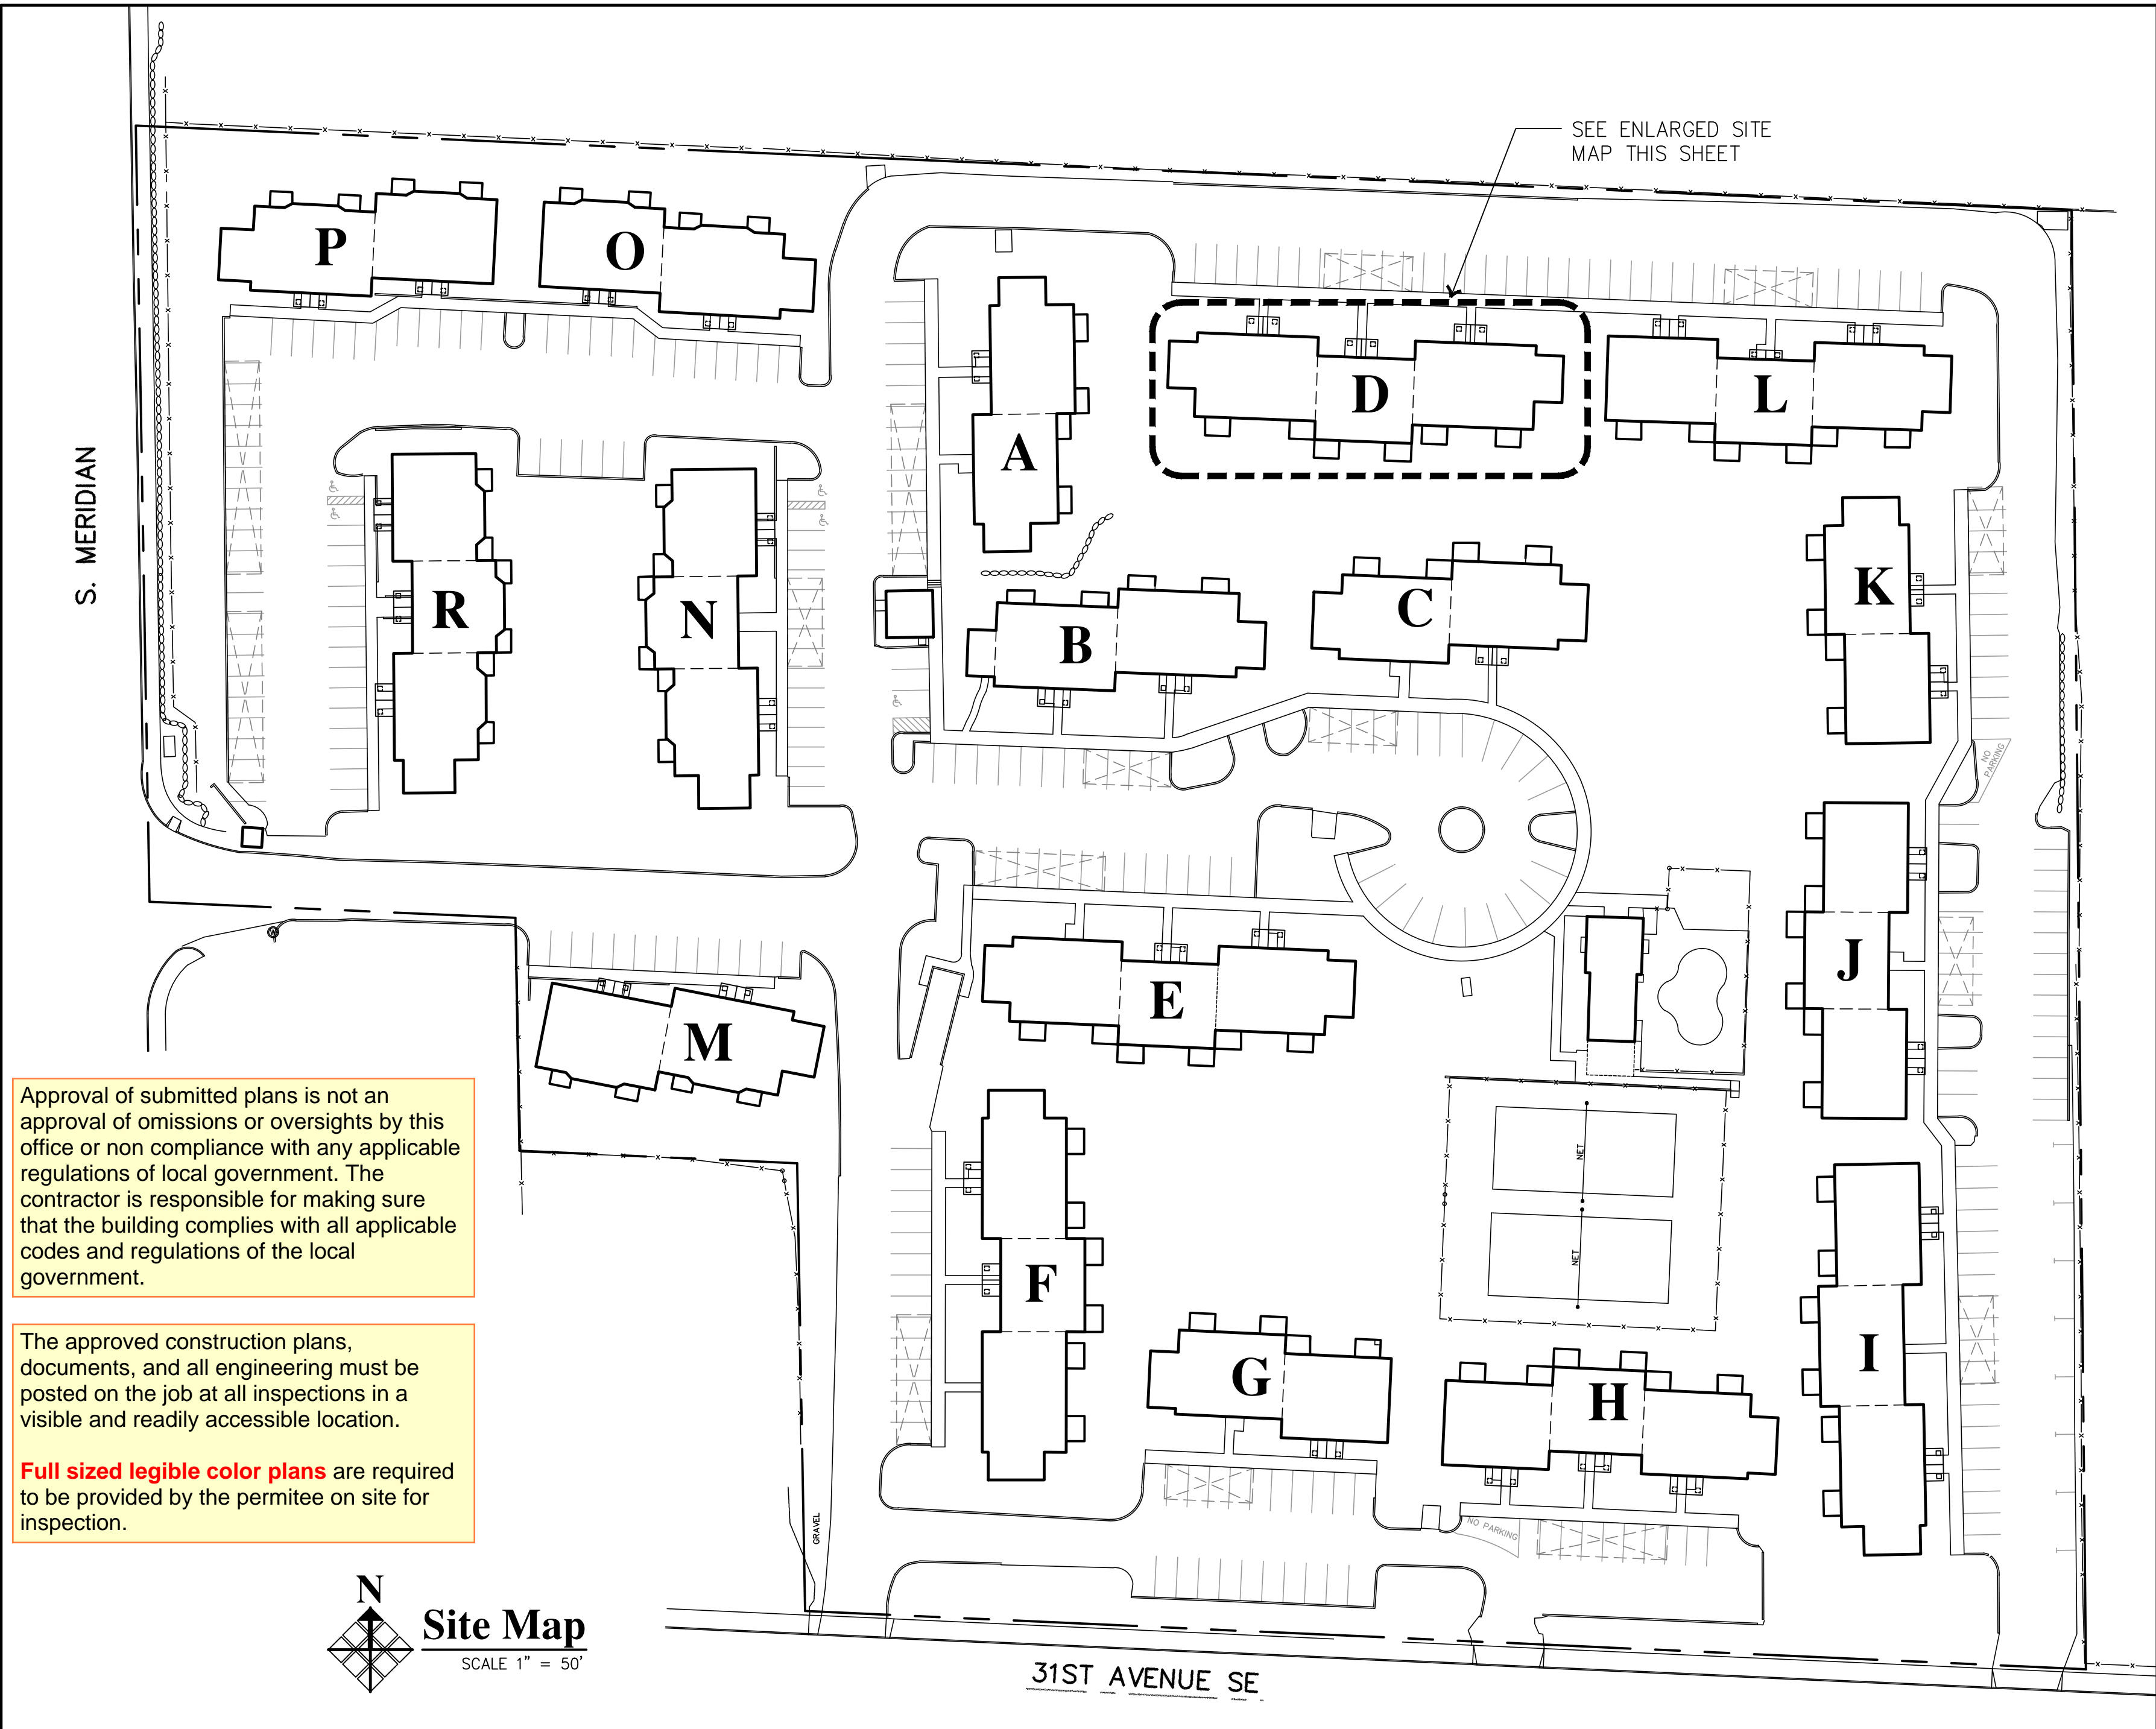 SEE ENLARGED SITE
MAP THIS SHEET
P
O
A
D
L
S. MERIDIAN
R
N
B
C
K
NO
PARKING
W
E
J
M
NET
NET
F
G
H
I
NO PARKING
GRAVEL
Approval of submitted plans is not an
approval of omissions or oversights by this
office or non compliance with any applicable
regulations of local government. The
contractor is responsible for making sure
that the building complies with all applicable
codes and regulations of the local
government.
The approved construction plans,
documents, and all engineering must be
posted on the job at all inspections in a
visible and readily accessible location.
Full sized legible color plans are required
to be provided by the permitee on site for
inspection.
N
Site Map
SCALE 1" = 50'
31ST AVENUE SE